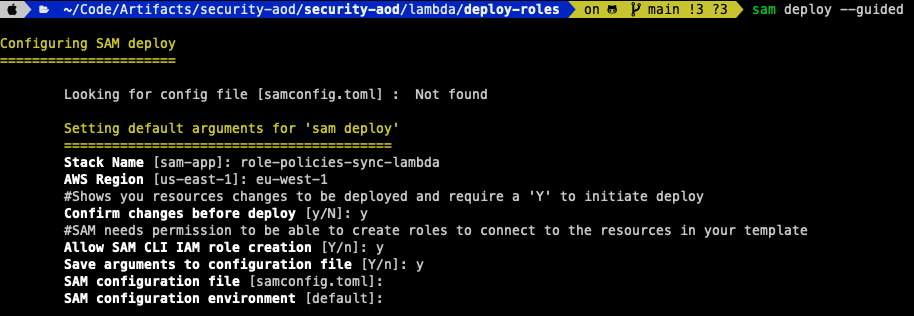 ~/Code/Artifacts/security-aod/security-aod/lambda/deploy-roles on main !3 ?3 sam deploy --guided
Configuring SAM deploy
======================
Looking for config file [samconfig.toml] :  Not found
Setting default arguments for 'sam deploy'
=========================================
Stack Name [sam-app]: role-policies-sync-lambda
AWS Region [us-east-1]: eu-west-1
#Shows you resources changes to be deployed and require a 'Y' to initiate deploy
Confirm changes before deploy [y/N]: y
#SAM needs permission to be able to create roles to connect to the resources in your template
Allow SAM CLI IAM role creation [Y/n]: y
Save arguments to configuration file [Y/n]: y
SAM configuration file [samconfig.toml]:
SAM configuration environment [default]: